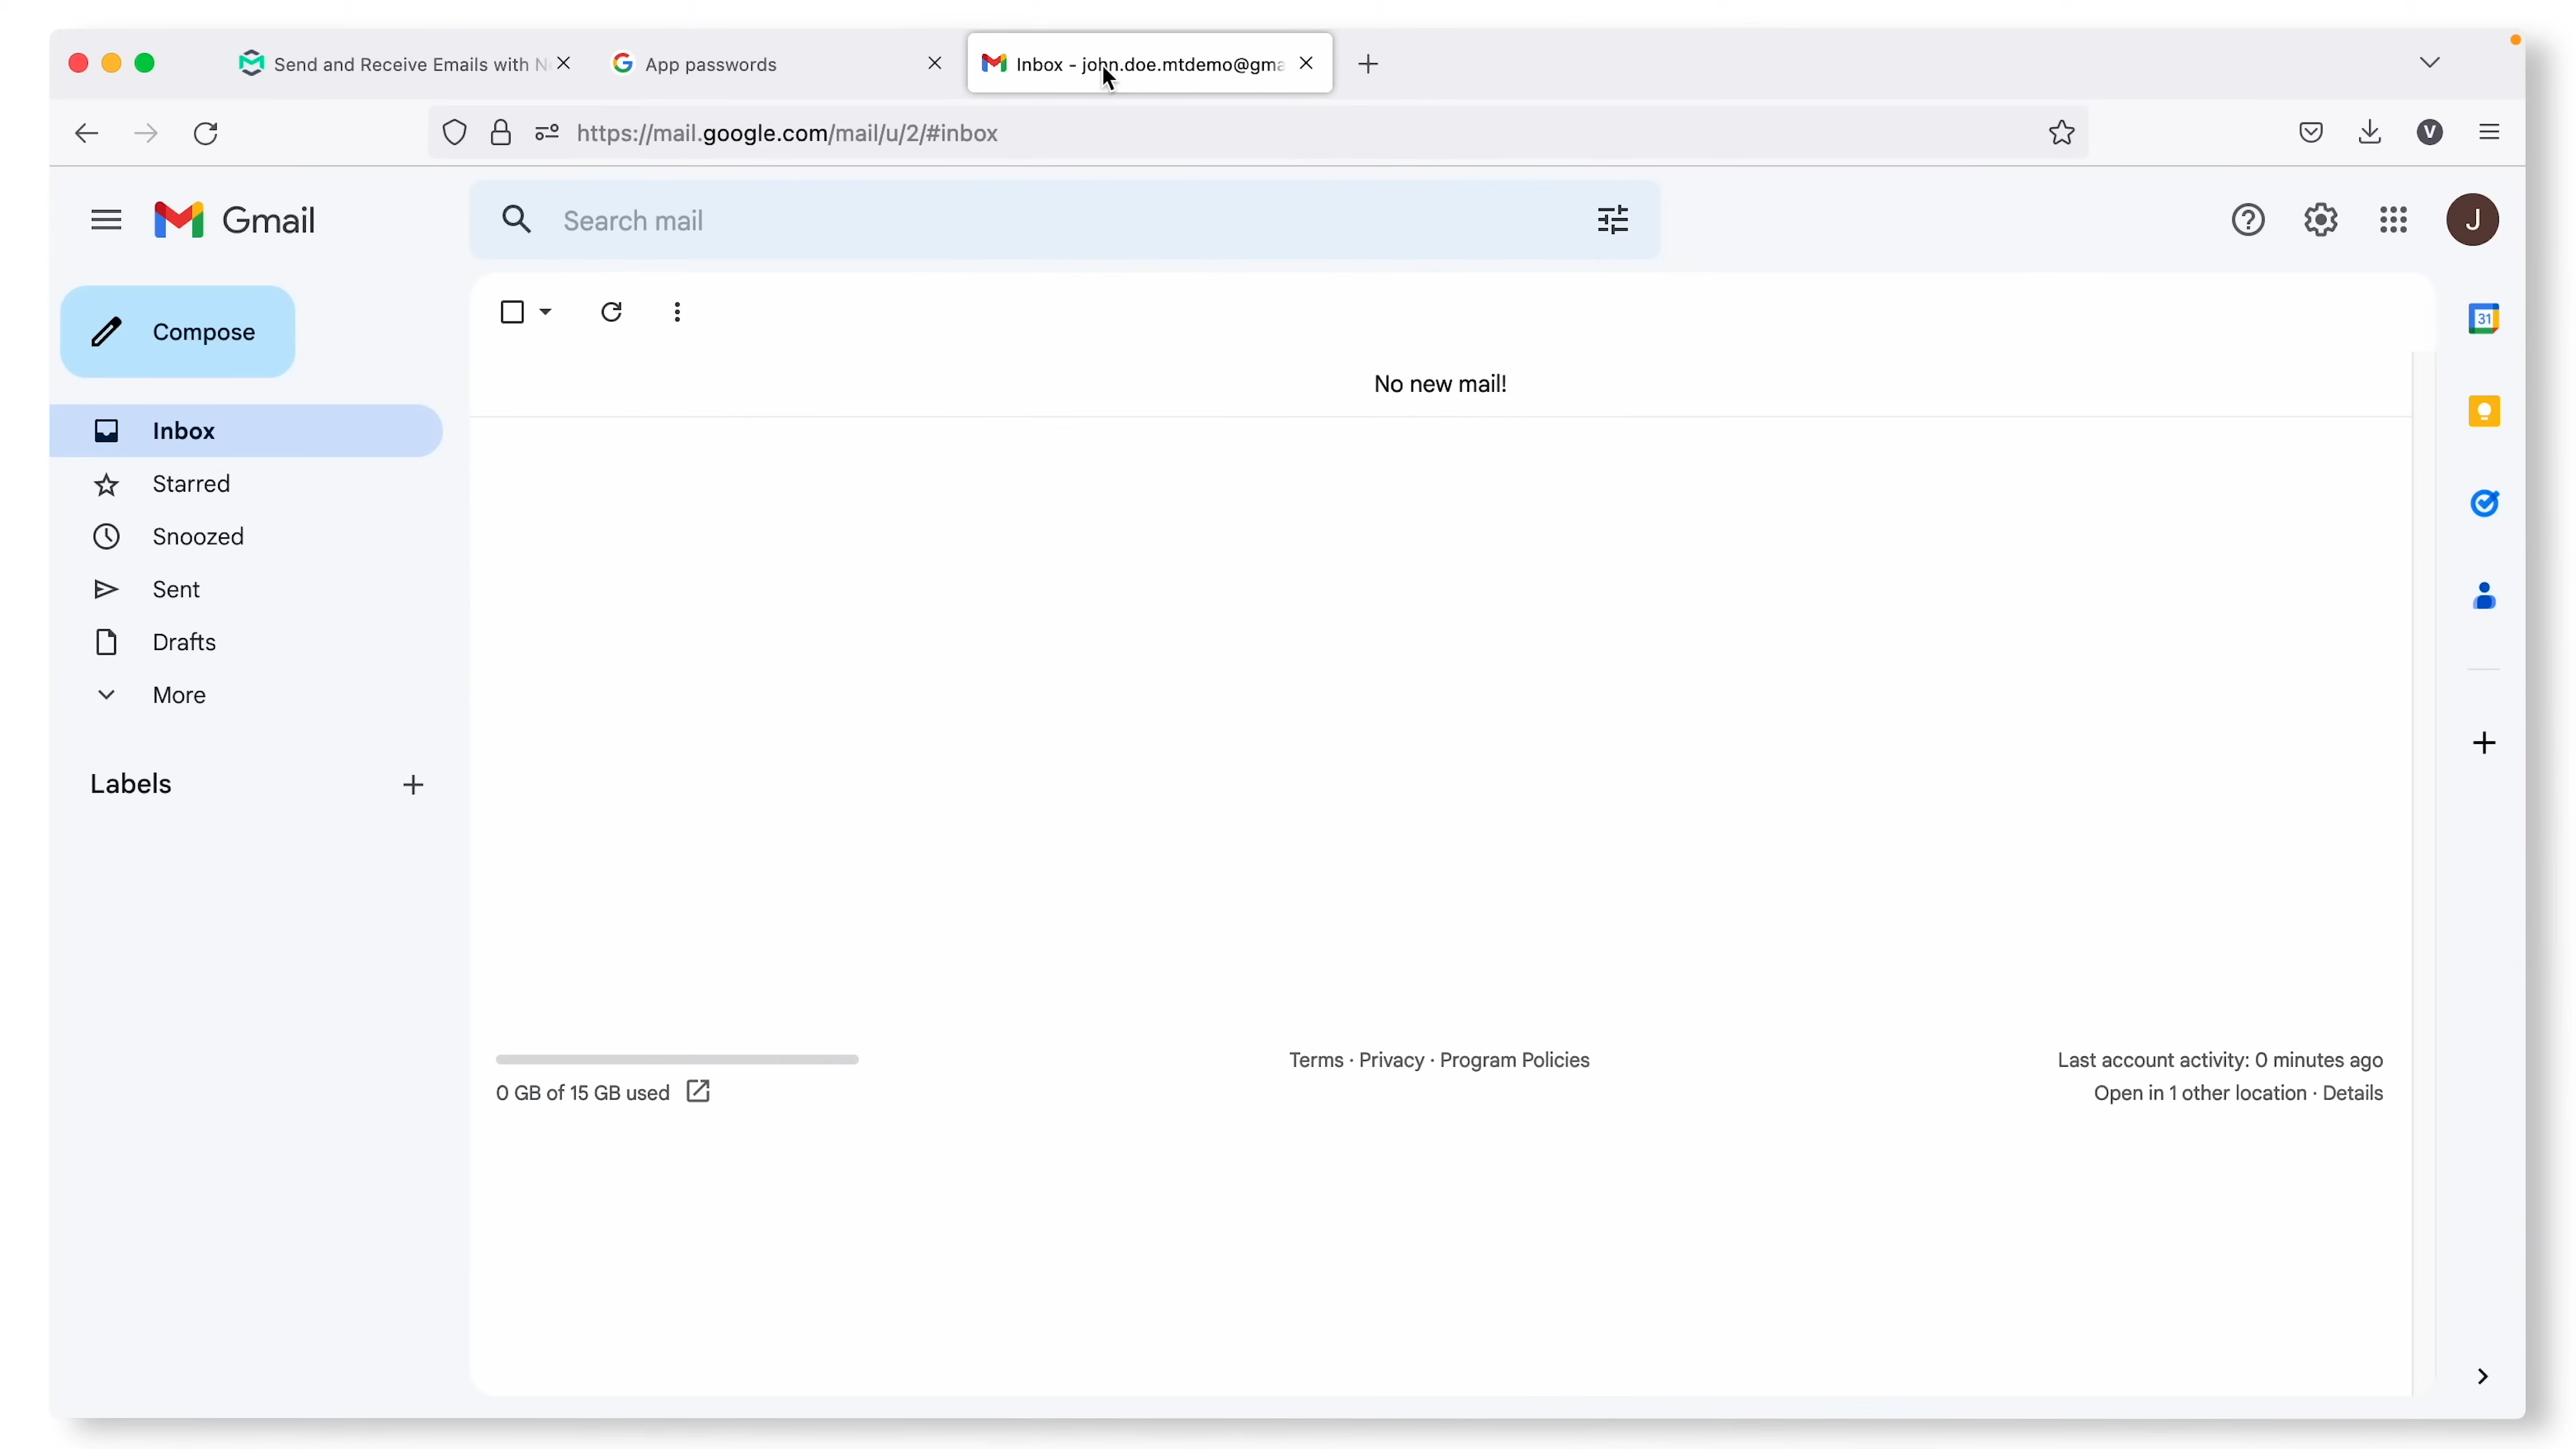 Send and Receive Emails with N
App passwords
Inbox - john.doe.mtdemo@gma
https://mail.google.com/mail/u/2/#inbox
V
Gmail
Search mail
J
Compose
31
No new mail!
Inbox
Starred
Snoozed
Sent
Drafts
More
Labels
Terms · Privacy · Program Policies
Last account activity: 0 minutes ago
0 GB of 15 GB used
Open in 1 other location · Details